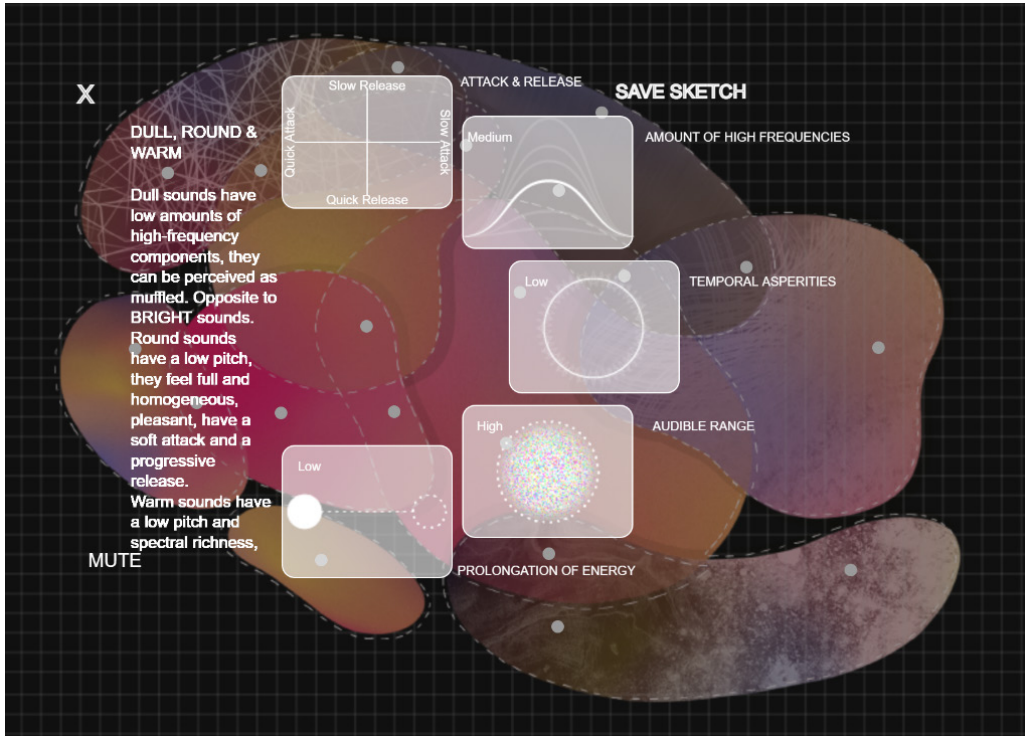 X
DULL, ROUND &
WARM
Dull sounds have
low amounts of
high-frequency
components, they
can be perceived as
muffled. Opposite to
BRIGHT sounds.
Round sounds
have a low pitch,
they feel full and
homogeneous,
pleasant, have a
soft attack and a
progressive
release.
Warm sounds have
a low pitch and
spectral richness,
MUTE
Slow Release
Quick Attack
Slow Attack
Quick Release
ATTACK & RELEASE
SAVE SKETCH
Medium
AMOUNT OF HIGH FREQUENCIES
Low
TEMPORAL ASPERITIES
High
AUDIBLE RANGE
Low
PROLONGATION OF ENERGY